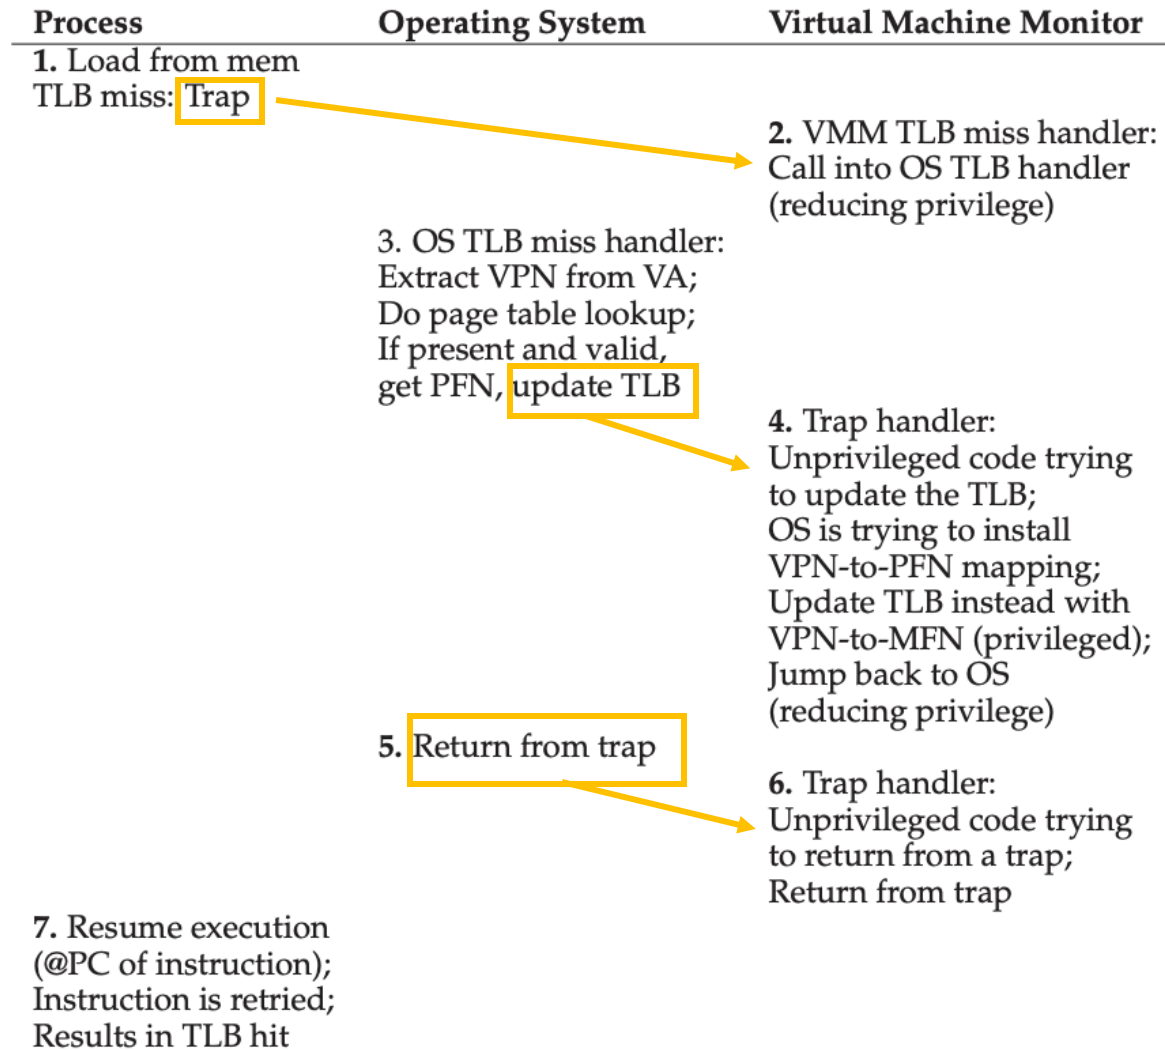 Process Operating System Virtual Machine Monitor
1. Load from mem
TLB miss: Trap
2. VMM TLB miss handler:
Call into OS TLB handler
(reducing privilege)
3. OS TLB miss handler:
Extract VPN from VA;
Do page table lookup;
If present and valid,
get PFN, update TLB
4. Trap handler:
Unprivileged code trying
to update the TLB;
OS is trying to install
VPN-to-PFN mapping;
Update TLB instead with
VPN-to-MFN (privileged);
Jump back to OS
(reducing privilege)
5. Return from trap
6. Trap handler:
Unprivileged code trying
to return from a trap;
Return from trap
7. Resume execution
(@PC of instruction);
Instruction is retried;
Results in TLB hit